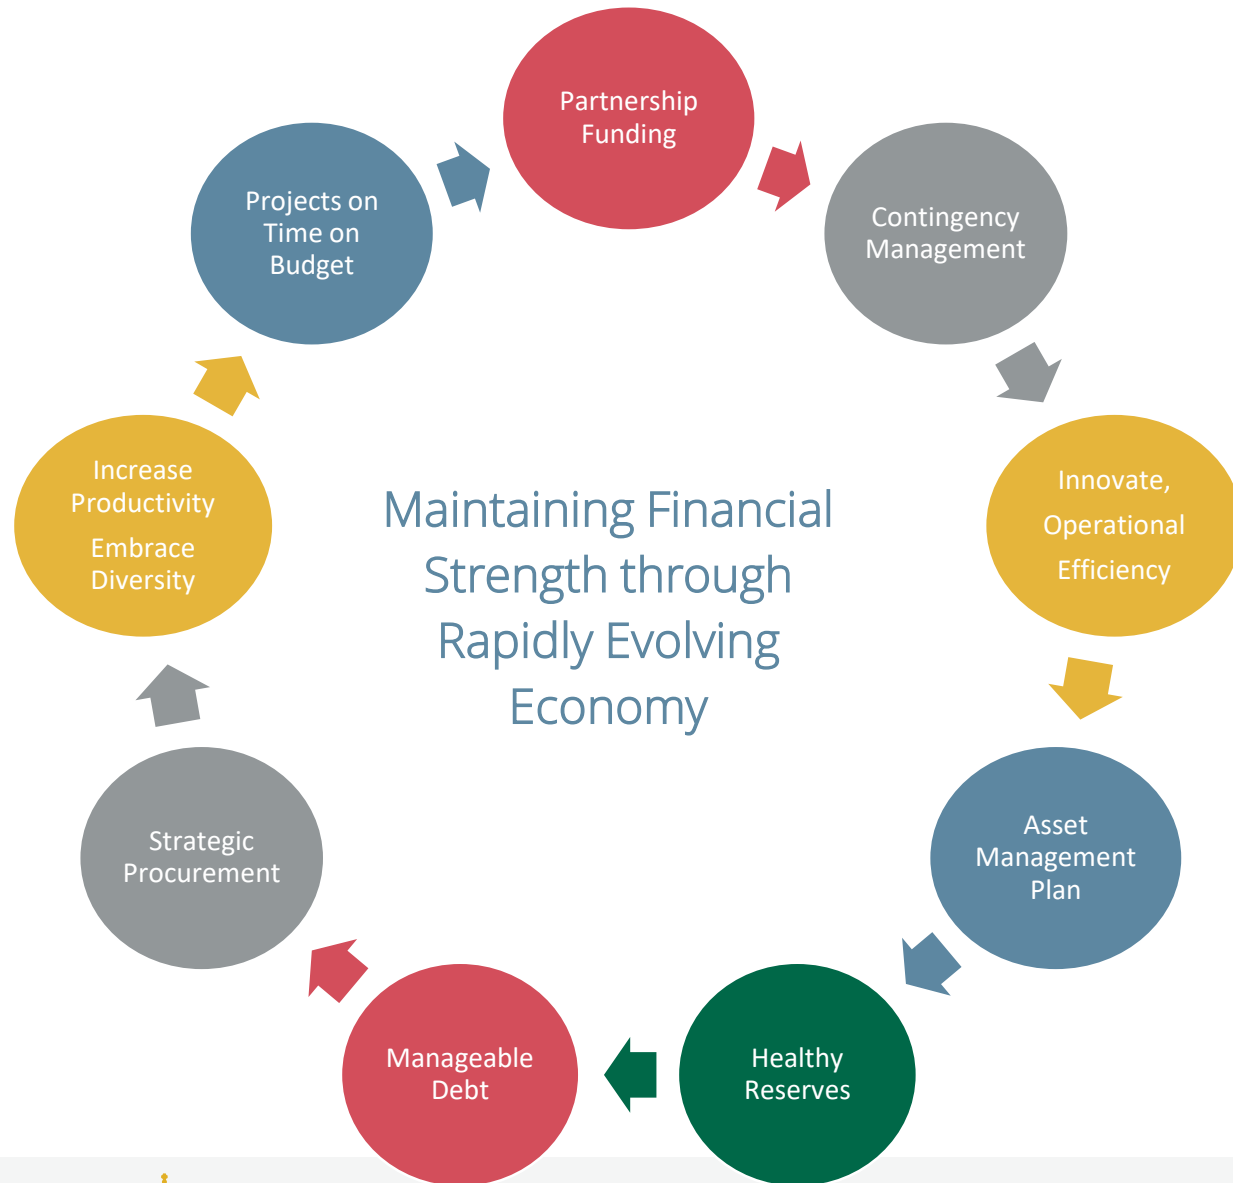 Partnership
Funding
Contingency
Management
Innovate,
Operational
Efficiency
Asset
Management
Plan
Healthy
Reserves
Manageable
Debt
Strategic
Procurement
Increase
Productivity
Embrace
Diversity
Projects on
Time on
Budget
Maintaining Financial
Strength through
Rapidly Evolving
Economy